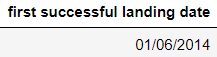 first successful landing date
01/06/2014